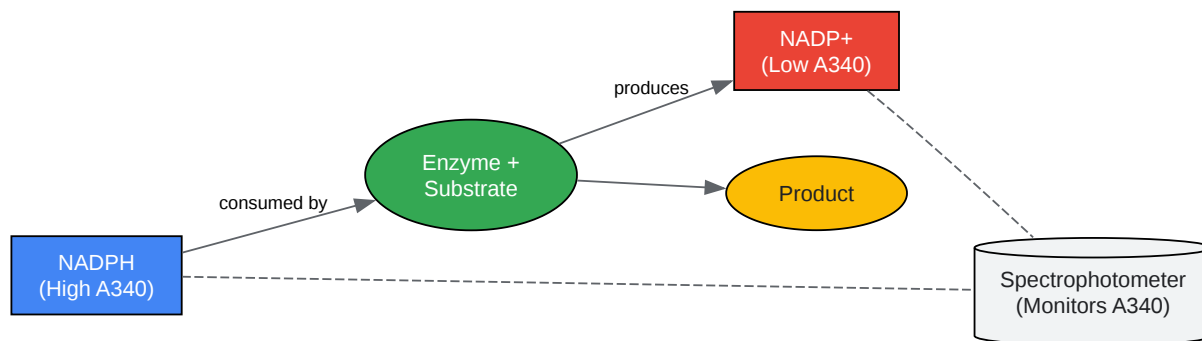 NADP+
(Low A340)
produces
Enzyme +
Substrate
Product
consumed by
NADPH
(High A340)
Spectrophotometer
(Monitors A340)